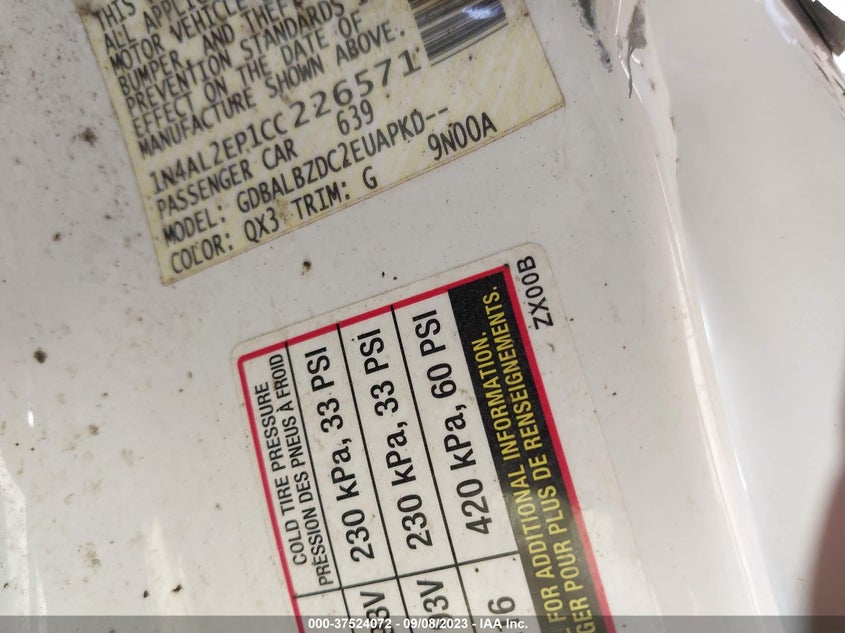 THIS
ALL APPLIC
MOTOR VEHICLE
BUMPER, AND THEFT
PREVENTION STANDARDS
EFFECT ON THE DATE OF
MANUFACTURE SHOWN ABOVE.
1N4AL2EP1CC226571
PASSENGER CAR 639
MODEL: GDBALBZDC2EUAPKD--
COLOR: QX3 TRIM: G 9N00A
COLD TIRE PRESSURE
PRESSION DES PNEUS À FROID
230 kPa, 33 PSI
93V 230 kPa, 33 PSI
6 420 kPa, 60 PSI
FOR ADDITIONAL INFORMATION.
GER POUR PLUS DE RENSEIGNEMENTS.
ZX00B
000-37524072 - 09/08/2023 - IAA Inc.